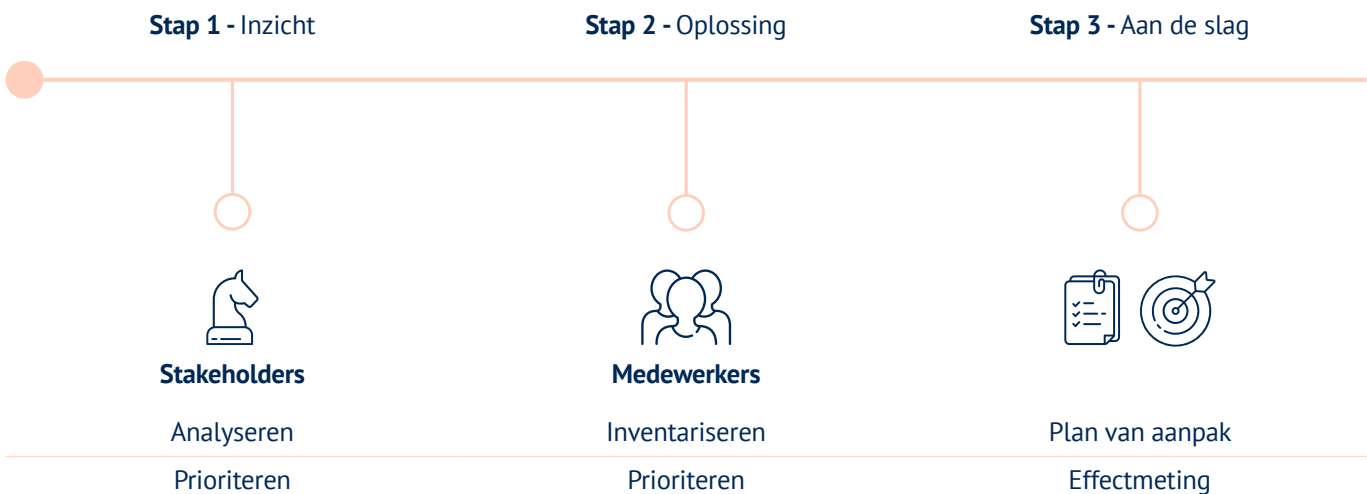 Stap 1 - Inzicht
Stap 2 - Oplossing
Stap 3 - Aan de slag
Stakeholders
Medewerkers
Analyseren
Inventariseren
Plan van aanpak
Prioriteren
Prioriteren
Effectmeting